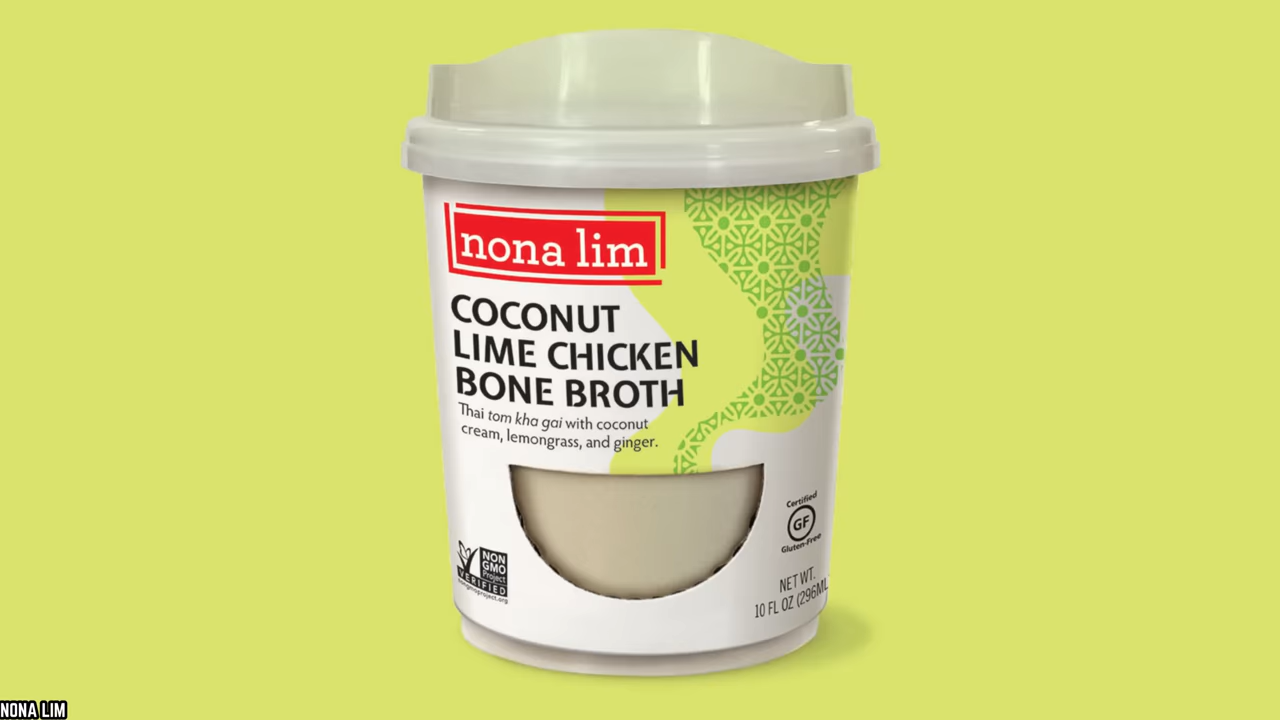 nona lim
COCONUT
LIME CHICKEN
BONE BROTH
Thai tom kha gai with coconut
cream, lemongrass, and ginger.
Certified
GF
Gluten-Free
NON
GMO
Project
VERIFIED
nongmoproject.org
NET WT.
10 FL OZ (296ML)
NONA LIM